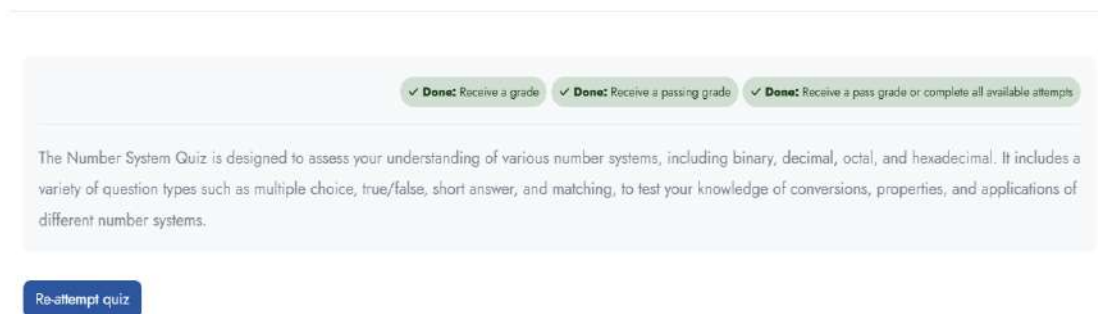 ✓ Done: Receive a grade ✓ Done: Receive a passing grade ✓ Done: Receive a pass grade or complete all available attempts
The Number System Quiz is designed to assess your understanding of various number systems, including binary, decimal, octal, and hexadecimal. It includes a
variety of question types such as multiple choice, true/false, short answer, and matching, to test your knowledge of conversions, properties, and applications of
different number systems.
Re-attempt quiz